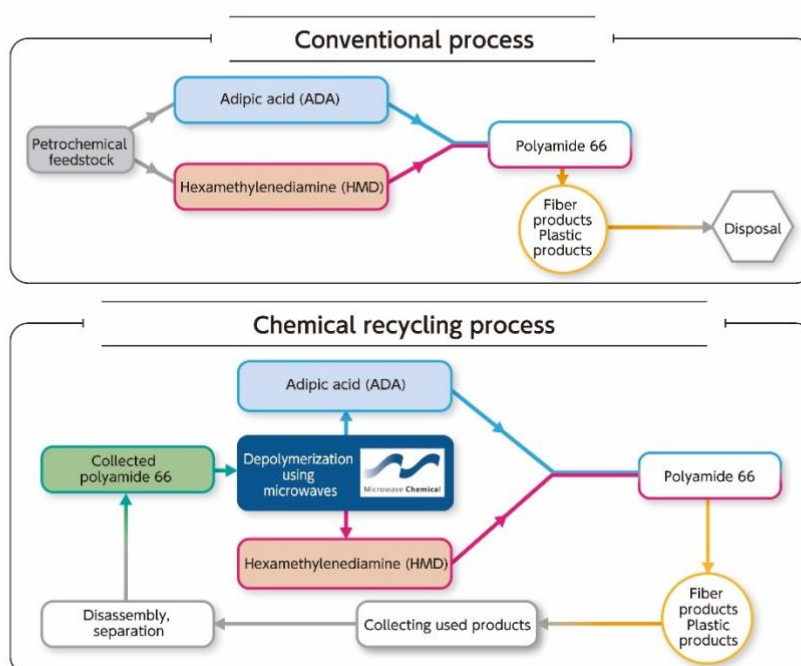 Conventional process
Adipic acid (ADA)
Petrochemical
feedstock
Hexamethylenediamine (HMD)
Polyamide 66
Fiber
products
Plastic
products
Disposal
Chemical recycling process
Adipic acid (ADA)
Collected
polyamide 66
Depolymerization
using
microwaves
Microwave Chemical
Hexamethylenediamine (HMD)
Polyamide 66
Fiber
products
Plastic
products
Collecting used products
Disassembly,
separation